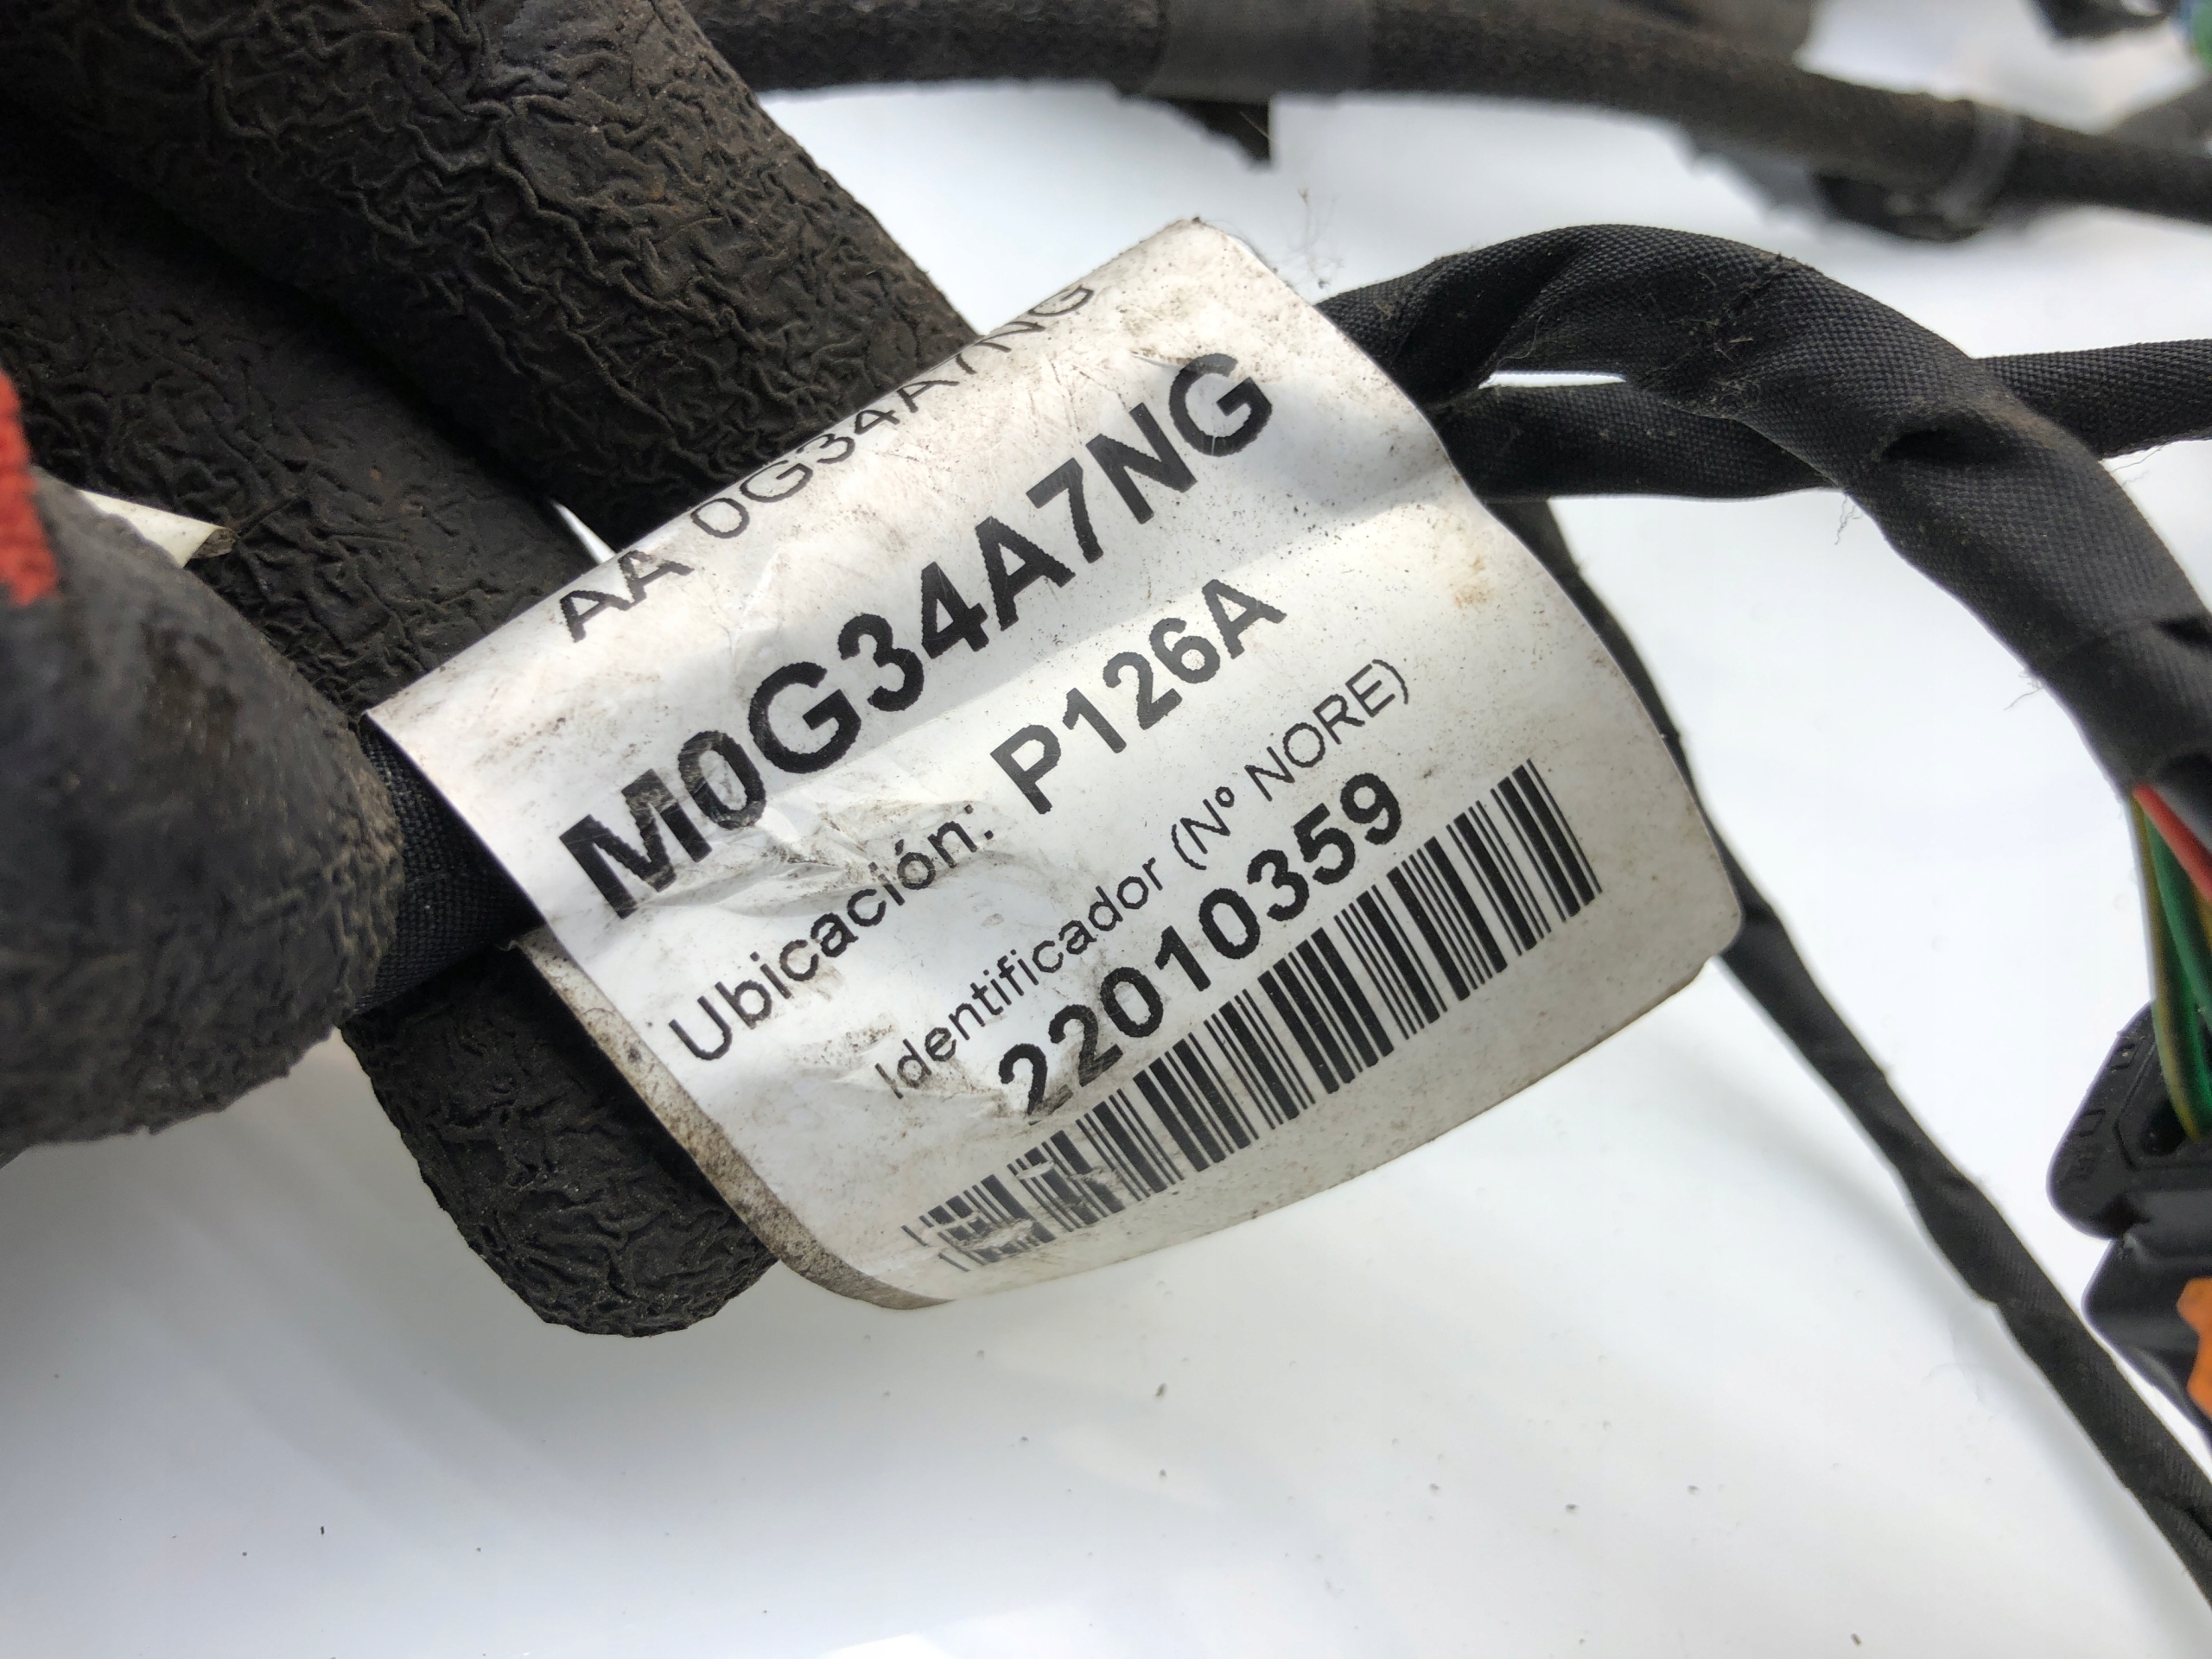 AA 0G34A7NG
M0G34A7NG
Ubicación: P126A
Identificador (Nº NORE)
22010359